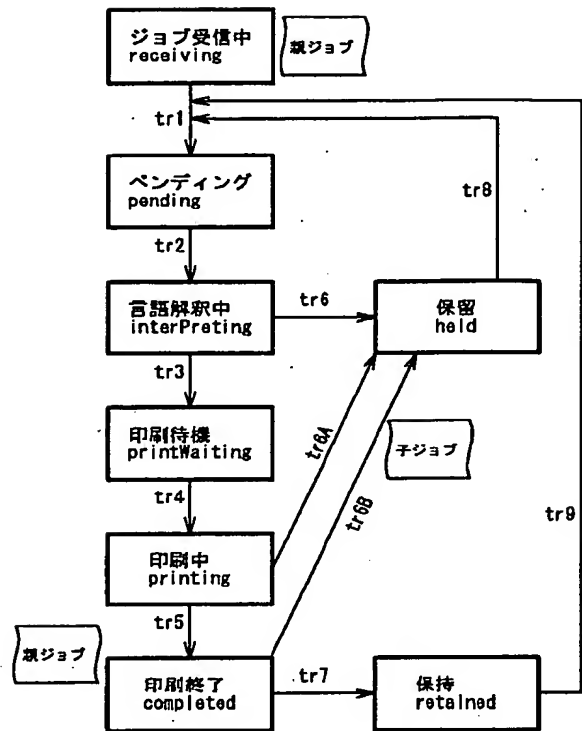 ジョブ受信中
receiving
親ジョブ
tr1
ペンディング
pending
tr8
tr2
言語解釈中
interPreting
tr6
保留
held
tr3
印刷待機
printWaiting
tr6A
子ジョブ
tr6B
tr9
tr4
印刷中
printing
tr5
親ジョブ
印刷終了
completed
tr7
保持
retained